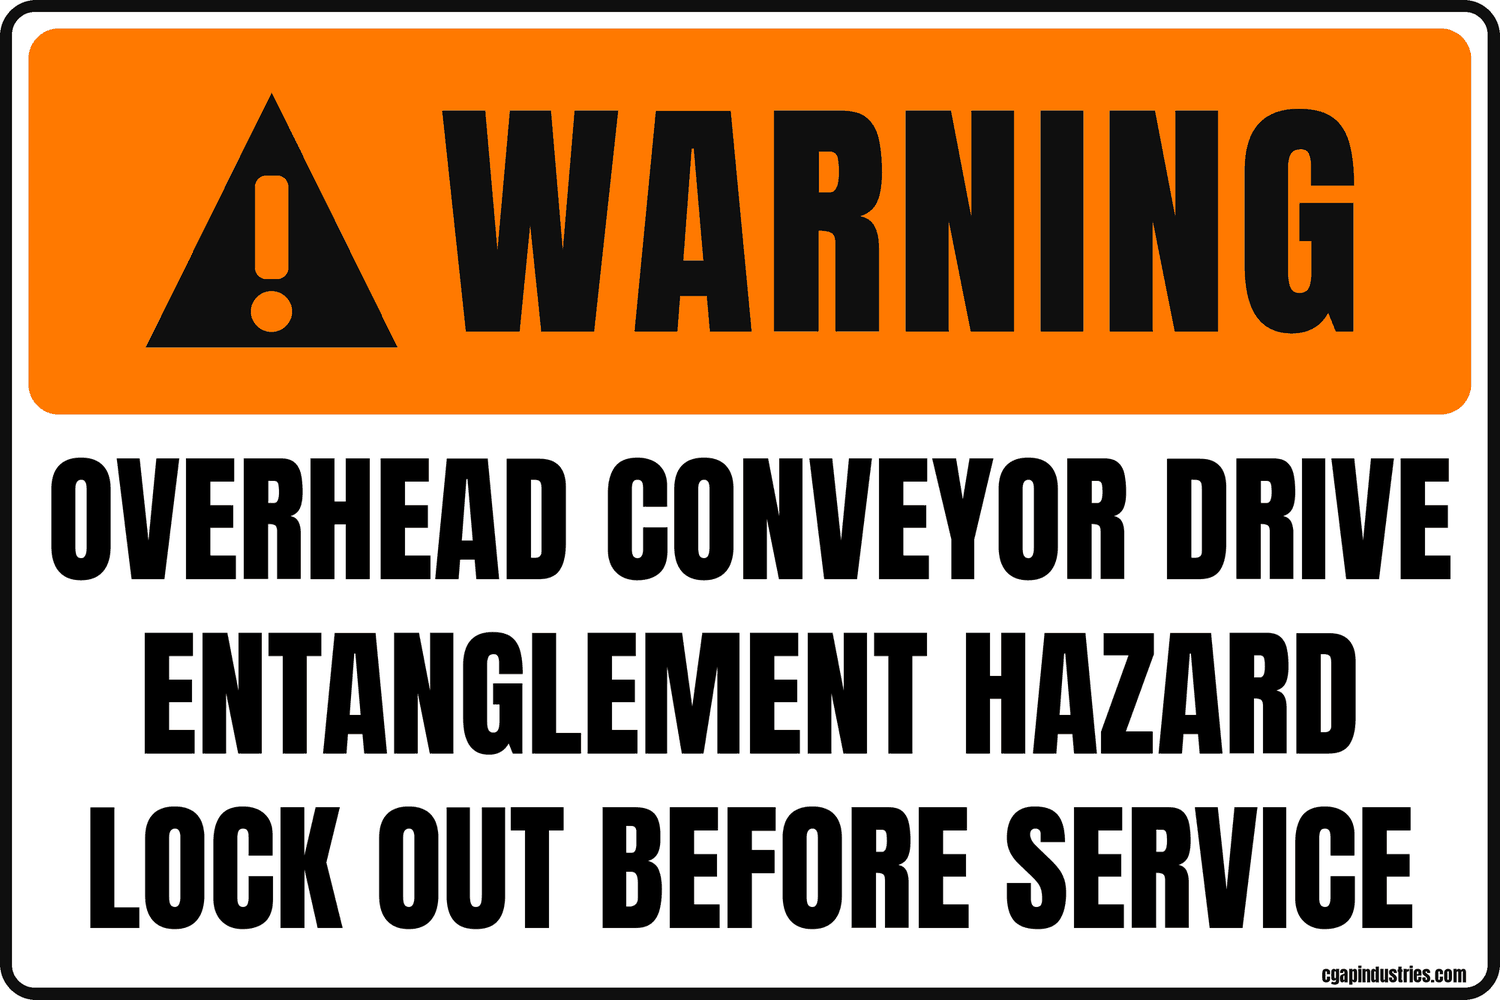 WARNING
OVERHEAD CONVEYOR DRIVE
ENTANGLEMENT HAZARD
LOCK OUT BEFORE SERVICE
cgapindustries.com